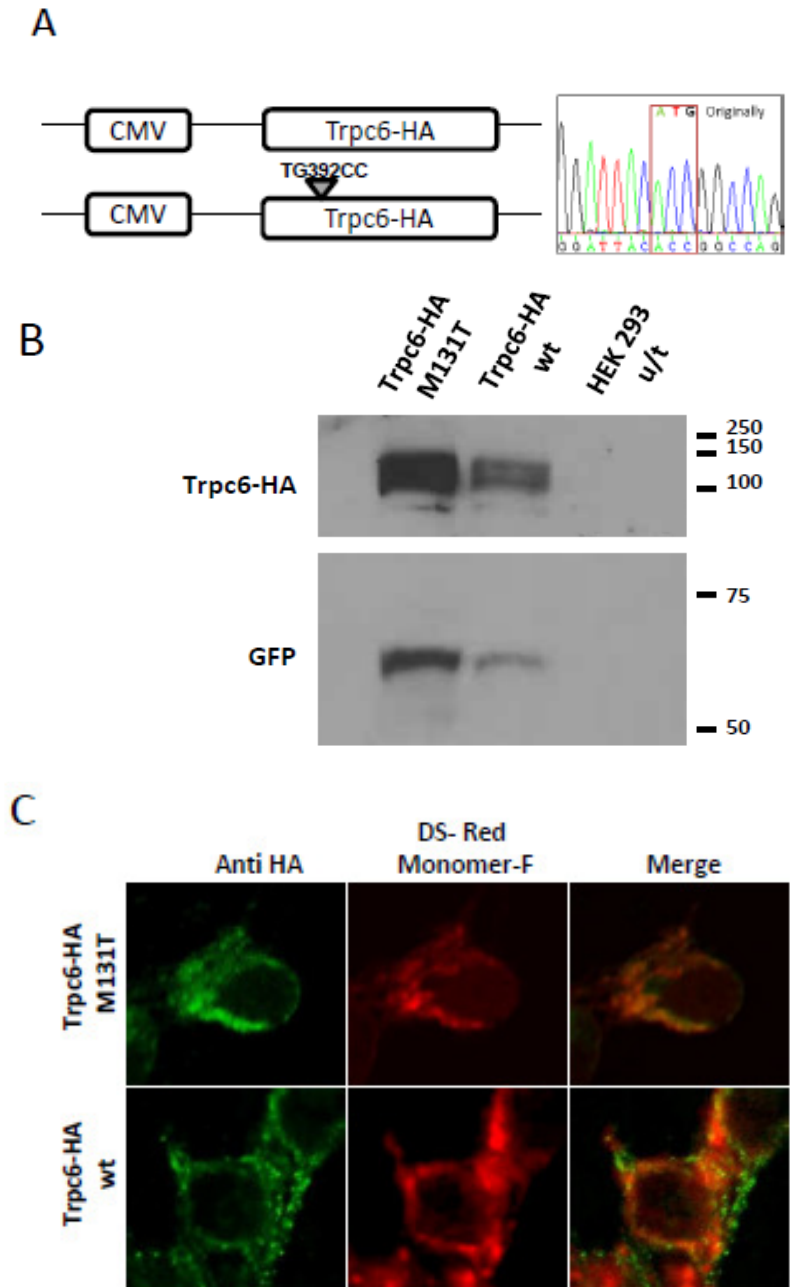 A
CMV
Trpc6-HA
TG392CC
CMV
Trpc6-HA
A T G Originally
G G A T T A C A C C G G C C A G
B
Trpc6-HA
M131T
Trpc6-HA
wt
HEK 293
u/t
Trpc6-HA
250
150
100
GFP
75
50
C
Anti HA
DS- Red
Monomer-F
Merge
Trpc6-HA
M131T
Trpc6-HA
wt